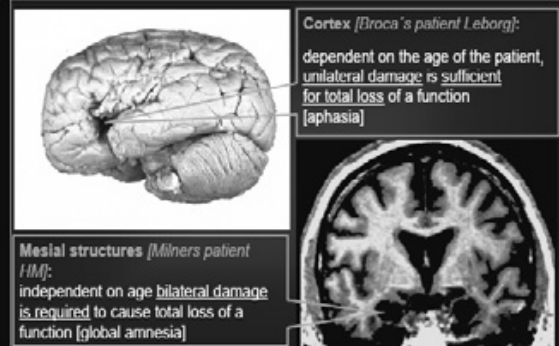 Cortex [Broca´s patient Leborg]:
dependent on the age of the patient,
unilateral damage is sufficient
for total loss of a function
[aphasia]
Mesial structures [Milners patient
HM]:
independent on age bilateral damage
is required to cause total loss of a
function [global amnesia]